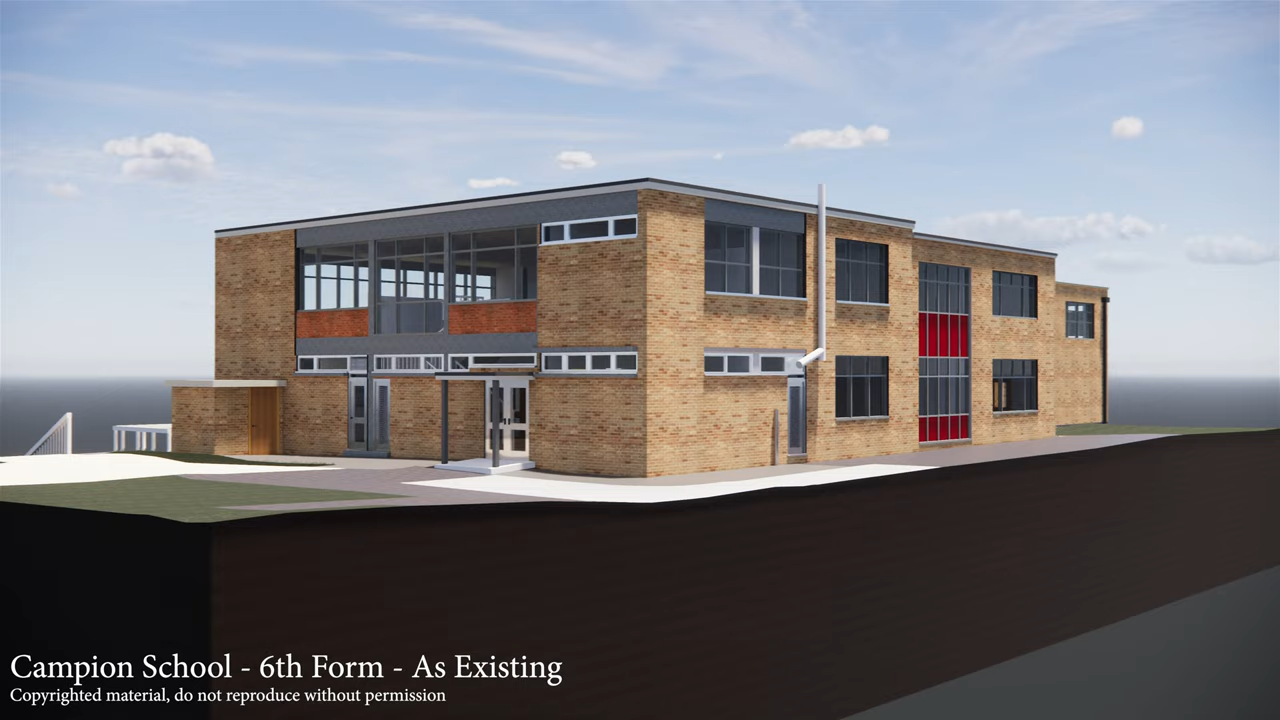 Campion School - 6th Form - As Existing
Copyrighted material, do not reproduce without permission